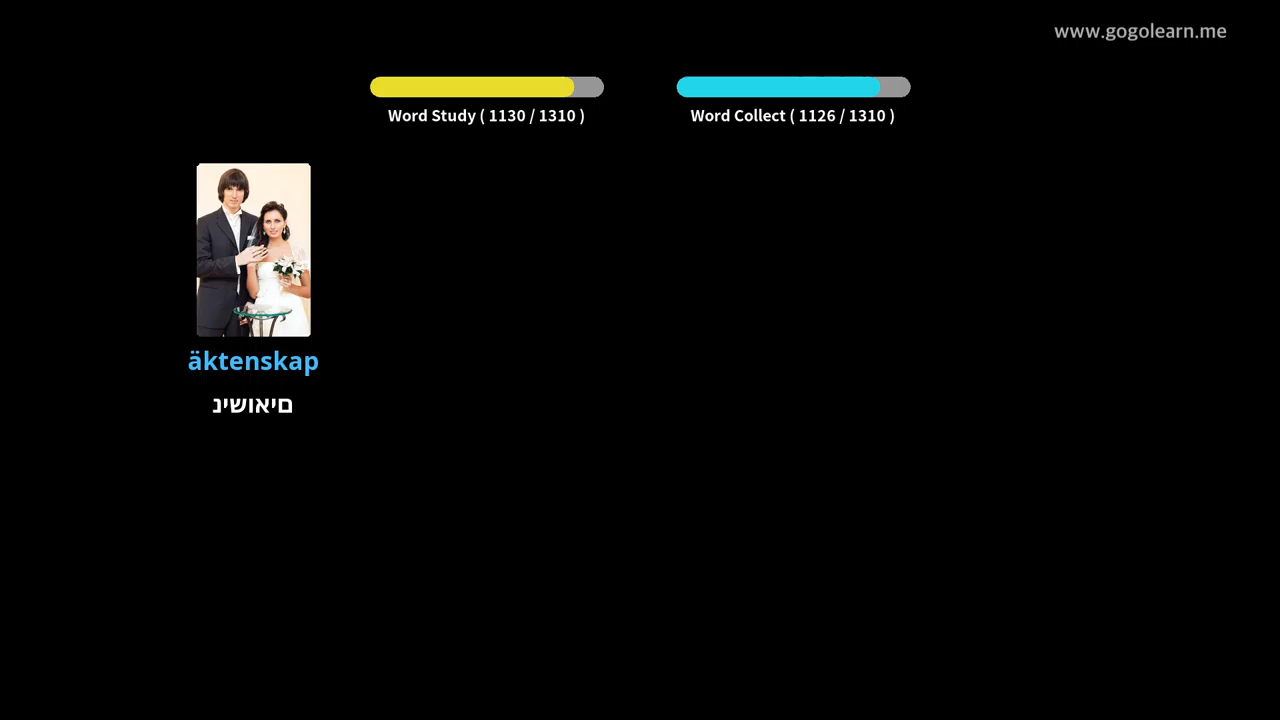 www.gogolearn.me
Word Study ( 1130 / 1310 )
Word Collect ( 1126 / 1310 )
äktenskap
נישואים